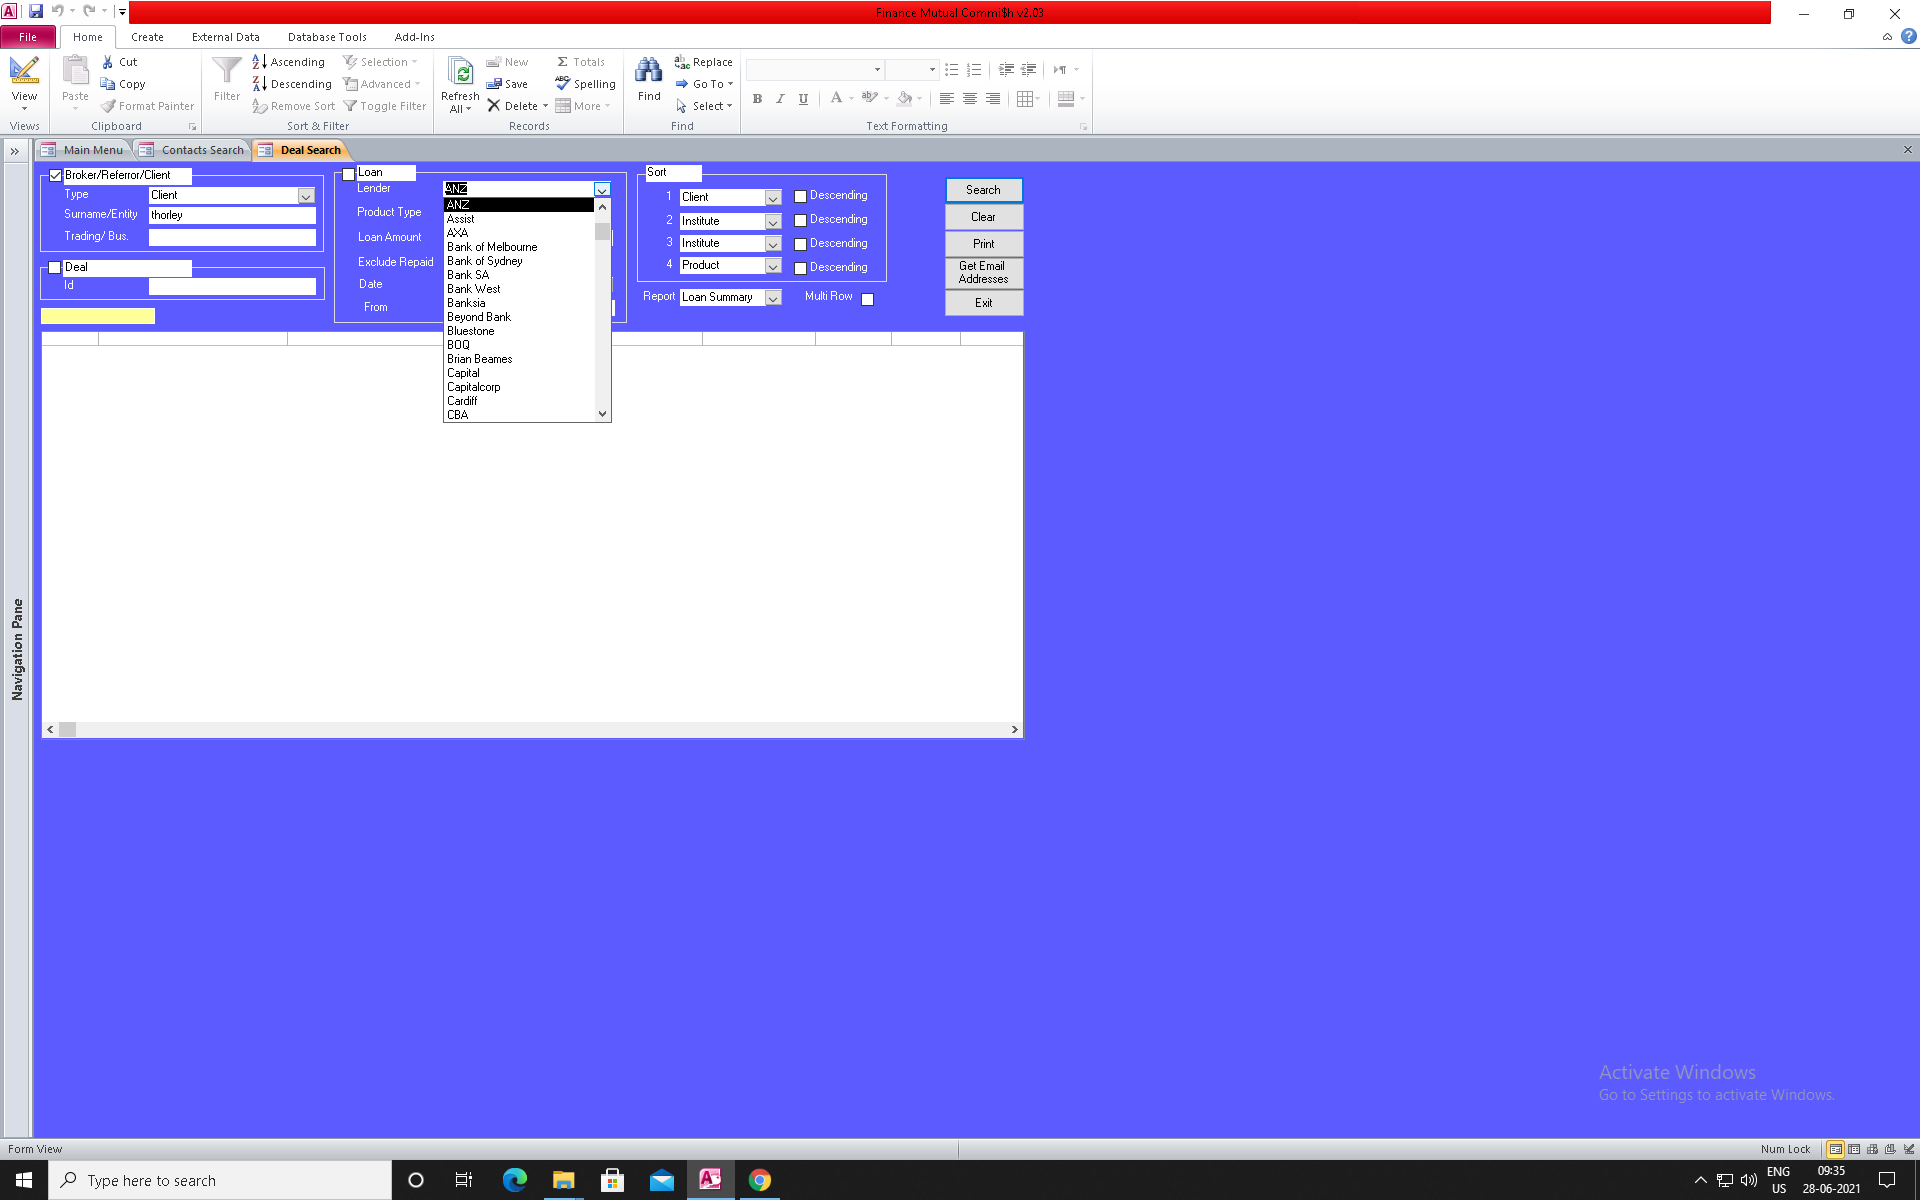 Finance Mutual Commi$h v2.03
File Home Create External Data Database Tools Add-Ins
View Paste Cut Copy Format Painter Filter Ascending Descending Remove Sort Selection Advanced Toggle Filter Refresh All New Save Delete Totals Spelling More Find Replace Go To Select
B I U A
Views Clipboard Sort & Filter Records Find Text Formatting
Main Menu Contacts Search Deal Search
Navigation Pane
Broker/Referror/Client
Type Client
Surname/Entity thorley
Trading/ Bus.
Deal
Id
Loan
Lender ANZ
Product Type
Loan Amount
Exclude Repaid
Date
From
ANZ
Assist
AXA
Bank of Melbourne
Bank of Sydney
Bank SA
Bank West
Banksia
Beyond Bank
Bluestone
BOQ
Brian Beames
Capital
Capitalcorp
Cardiff
CBA
Sort
1 Client Descending
2 Institute Descending
3 Institute Descending
4 Product Descending
Report Loan Summary Multi Row
Search
Clear
Print
Get Email
Addresses
Exit
Activate Windows
Go to Settings to activate Windows.
Form View Num Lock
Type here to search
ENG
US
09:35
28-06-2021